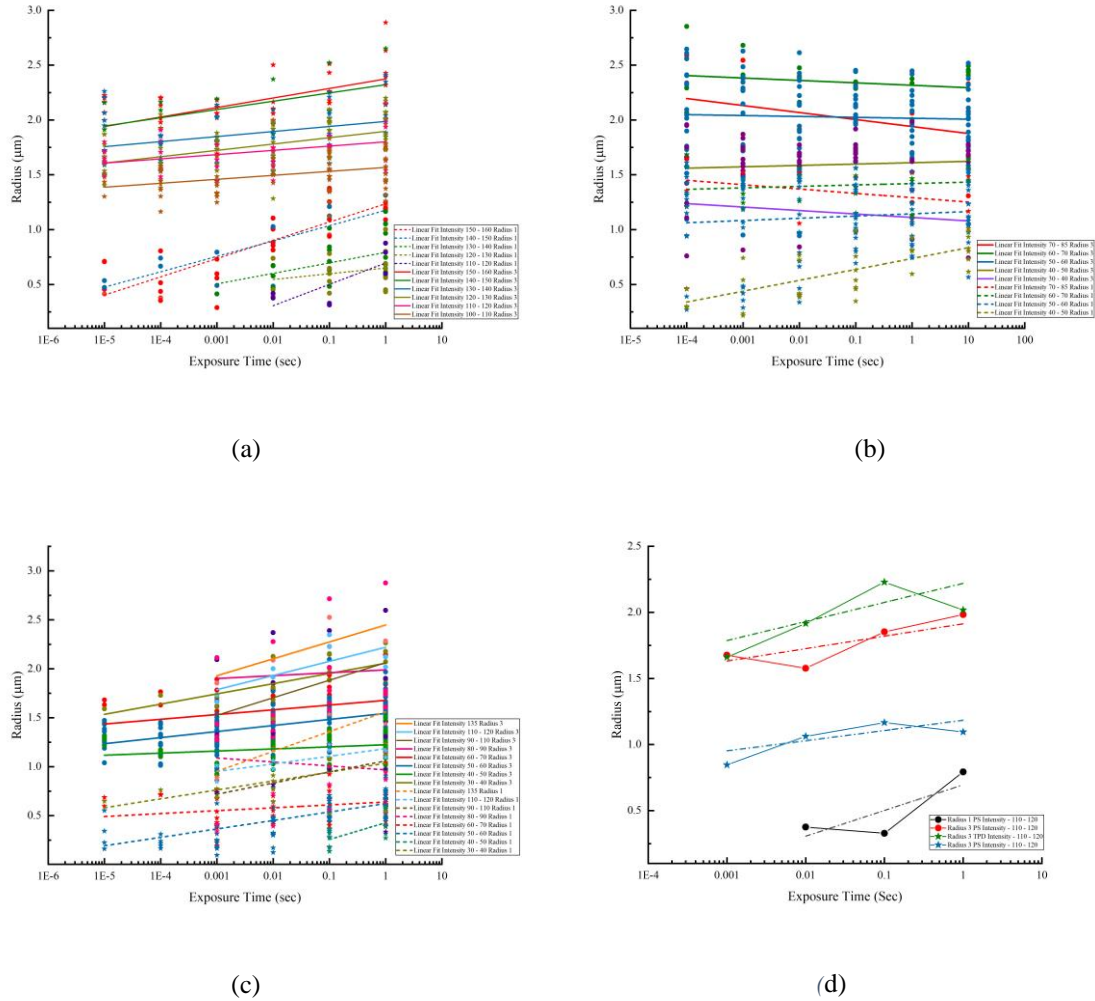 3.0
2.5
2.0
1.5
1.0
0.5
Radius (μm)
1E-6 1E-5 1E-4 0.001 0.01 0.1 1 10
Exposure Time (sec)
Linear Fit Intensity 150 - 160 Radius 1
Linear Fit Intensity 140 - 150 Radius 1
Linear Fit Intensity 130 - 140 Radius 1
Linear Fit Intensity 120 - 130 Radius 1
Linear Fit Intensity 110 - 120 Radius 1
Linear Fit Intensity 150 - 160 Radius 3
Linear Fit Intensity 140 - 150 Radius 3
Linear Fit Intensity 130 - 140 Radius 3
Linear Fit Intensity 120 - 130 Radius 3
Linear Fit Intensity 110 - 120 Radius 3
Linear Fit Intensity 100 - 110 Radius 3
(a)
3.0
2.5
2.0
1.5
1.0
0.5
Radius (μm)
1E-5 1E-4 0.001 0.01 0.1 1 10 100
Exposure Time (sec)
Linear Fit Intensity 70 - 85 Radius 3
Linear Fit Intensity 60 - 70 Radius 3
Linear Fit Intensity 50 - 60 Radius 3
Linear Fit Intensity 40 - 50 Radius 3
Linear Fit Intensity 30 - 40 Radius 3
Linear Fit Intensity 70 - 85 Radius 1
Linear Fit Intensity 60 - 70 Radius 1
Linear Fit Intensity 50 - 60 Radius 1
Linear Fit Intensity 40 - 50 Radius 1
(b)
3.0
2.5
2.0
1.5
1.0
0.5
Radius (μm)
1E-6 1E-5 1E-4 0.001 0.01 0.1 1 10
Exposure Time (sec)
Linear Fit Intensity 135 Radius 3
Linear Fit Intensity 110 - 120 Radius 3
Linear Fit Intensity 90 - 110 Radius 3
Linear Fit Intensity 80 - 90 Radius 3
Linear Fit Intensity 60 - 70 Radius 3
Linear Fit Intensity 50 - 60 Radius 3
Linear Fit Intensity 40 - 50 Radius 3
Linear Fit Intensity 30 - 40 Radius 3
Linear Fit Intensity 135 Radius 1
Linear Fit Intensity 110 - 120 Radius 1
Linear Fit Intensity 90 - 110 Radius 1
Linear Fit Intensity 80 - 90 Radius 1
Linear Fit Intensity 60 - 70 Radius 1
Linear Fit Intensity 50 - 60 Radius 1
Linear Fit Intensity 40 - 50 Radius 1
Linear Fit Intensity 30 - 40 Radius 1
(c)
2.5
2.0
1.5
1.0
0.5
Radius (μm)
1E-4 0.001 0.01 0.1 1 10
Exposure Time (Sec)
Radius 1 PS Intensity - 110 - 120
Radius 3 PS Intensity - 110 - 120
Radius 3 TPD Intensity - 110 - 120
Radius 3 PS Intensity - 110 - 120
(d)